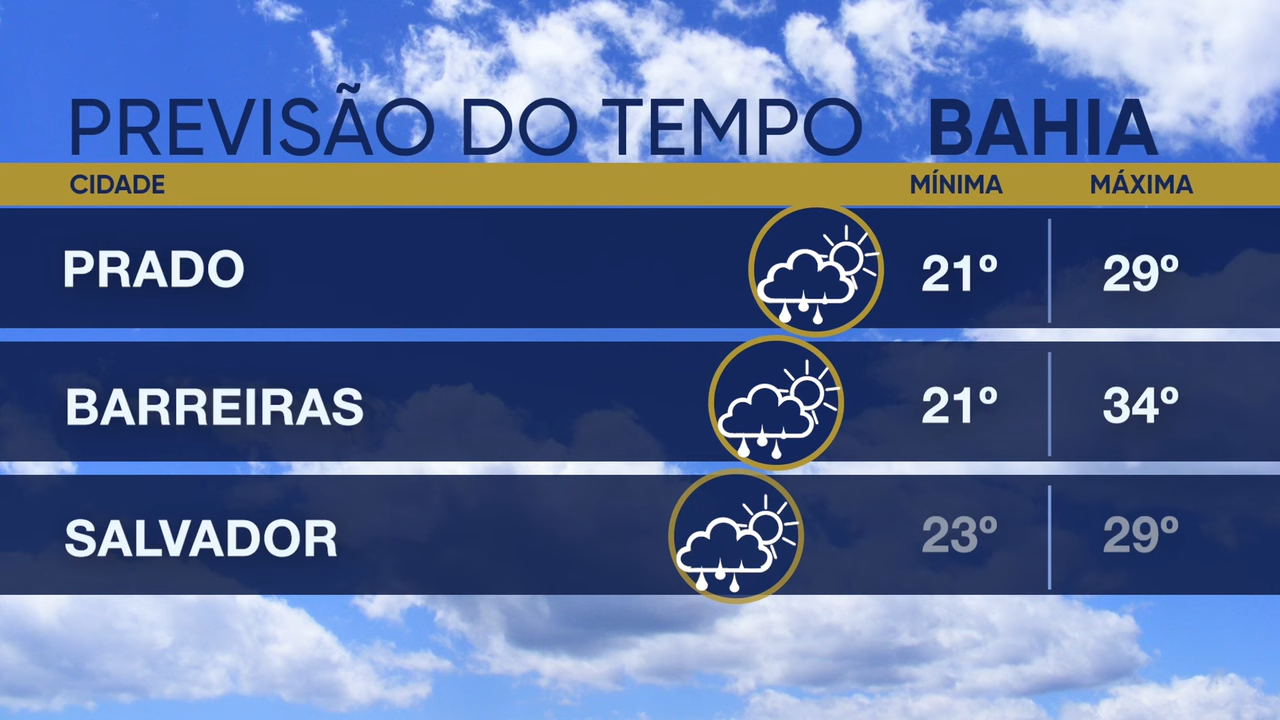 PREVISÃO DO TEMPO BAHIA
CIDADE MÍNIMA MÁXIMA
PRADO 21º 29º
BARREIRAS 21º 34º
SALVADOR 23º 29º